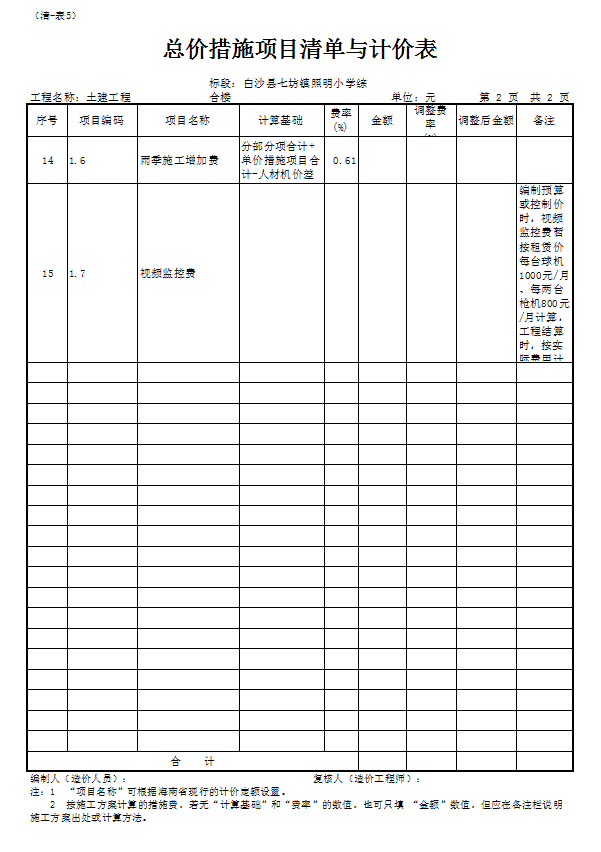 （清-表5）
总价措施项目清单与计价表
标段：白沙县七坊镇照明小学综
工程名称：土建工程 合楼 单位：元 第 2 页 共 2 页
序号 项目编码 项目名称 计算基础 费率(%) 金额 调整费率 调整后金额 备注
14 1.6 雨季施工增加费 分部分项合计+单价措施项目合计-人材机价差 0.61
15 1.7 视频监控费
编制预算
或控制价
时，视频
监控费暂
按租赁价
每台球机
1000元/月
、每两台
枪机800元
/月计算，
工程结算
时，按实
际费用计
合 计
编制人（造价人员）： 复核人（造价工程师）：
注：1 “项目名称”可根据海南省现行的计价定额设置。
2 按施工方案计算的措施费，若无“计算基础”和“费率”的数值，也可只填 “金额”数值，但应在备注栏说明
施工方案出处或计算方法。